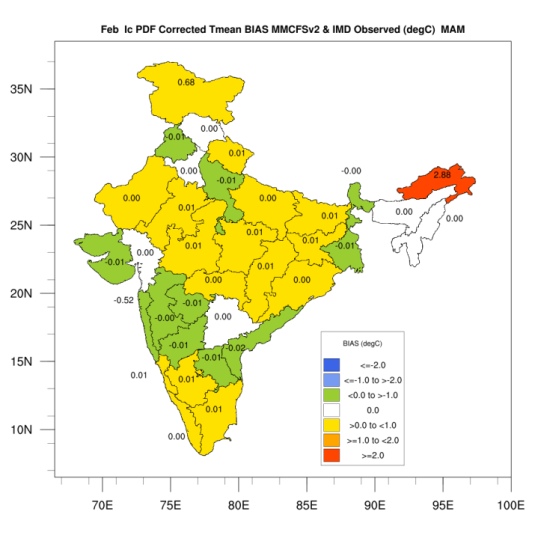 Feb Ic PDF Corrected Tmean BIAS MMCFSv2 & IMD Observed (degC) MAM
35N
30N
25N
20N
15N
10N
70E 75E 80E 85E 90E 95E 100E
0.68
0.00
-0.01
0.01
0.00
-0.01
-0.00
2.88
0.00
0.01
0.00
0.01
0.00
0.00
0.01
0.01
0.01
-0.01
0.00
-0.01
0.01
0.00
0.00
-0.52
-0.01
-0.00
0.00
-0.01
-0.02
-0.01
0.01
0.01
0.01
0.00
BIAS (degC)
<=-2.0
<=-1.0 to >-2.0
<0.0 to >-1.0
0.0
>0.0 to <1.0
>=1.0 to <2.0
>=2.0